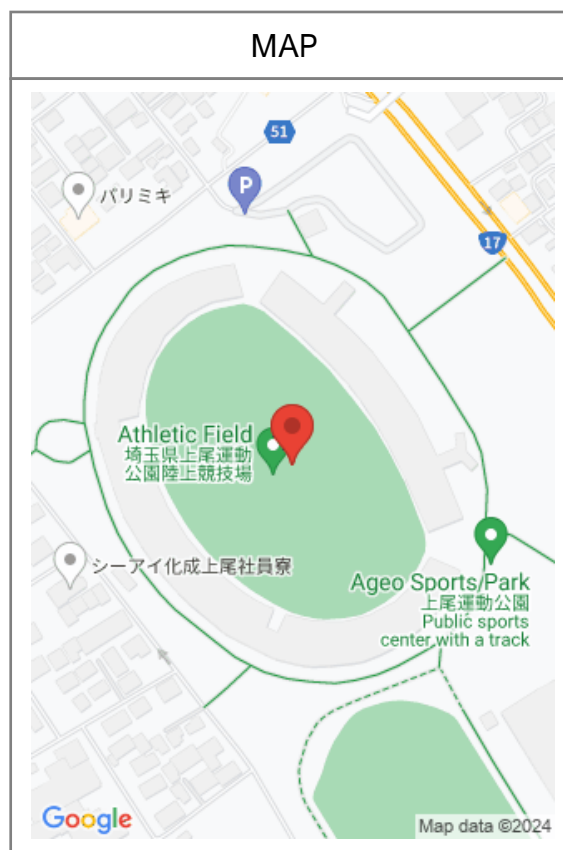 MAP
51
P
パリミキ
17
Athletic Field
埼玉県上尾運動
公園陸上競技場
シーアイ化成上尾社員寮
Ageo Sports Park
上尾運動公園
Public sports
center with a track
Google
Map data ©2024